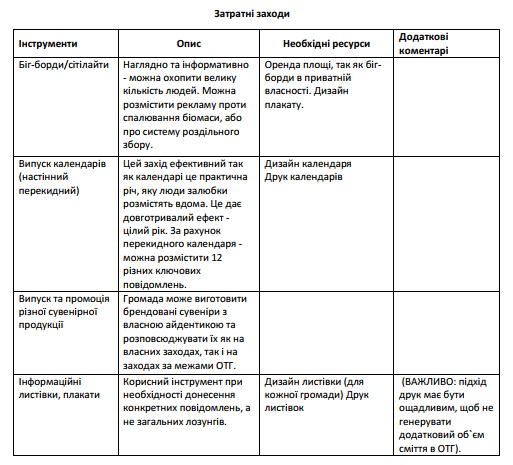 Затратні заходи
Інструменти
Опис
Необхідні ресурси
Додаткові
коментарі
Біг-борди/сітілайти
Наглядно та інформативно
- можна охопити велику
кількість людей. Можна
розмістити рекламу проти
спалювання біомаси, або
про систему роздільного
збору.
Оренда площі, так як біг-
борди в приватній
власності. Дизайн
плакату.
Випуск календарів
(настінний
перекидний)
Цей захід ефективний так
як календарі це практична
річ, яку люди залюбки
розмістять вдома. Це дає
довготривалий ефект -
цілий рік. За рахунок
перекидного календаря -
можна розмістити 12
різних ключових
повідомлень.
Дизайн календаря
Друк календарів
Випуск та промоція
різної сувенірної
продукції
Громада може виготовити
брендовані сувеніри з
власною айдентикою та
розповсюджувати їх як на
власних заходах, так і на
заходах за межами ОТГ.
Інформаційні
листівки, плакати
Корисний інструмент при
необхідності донесення
конкретних повідомлень, а
не загальних лозунгів.
Дизайн листівки (для
кожної громади) Друк
листівок
(ВАЖЛИВО: підхід
друк має бути
ощадливим, щоб не
генерувати
додатковий об`єм
сміття в ОТГ).